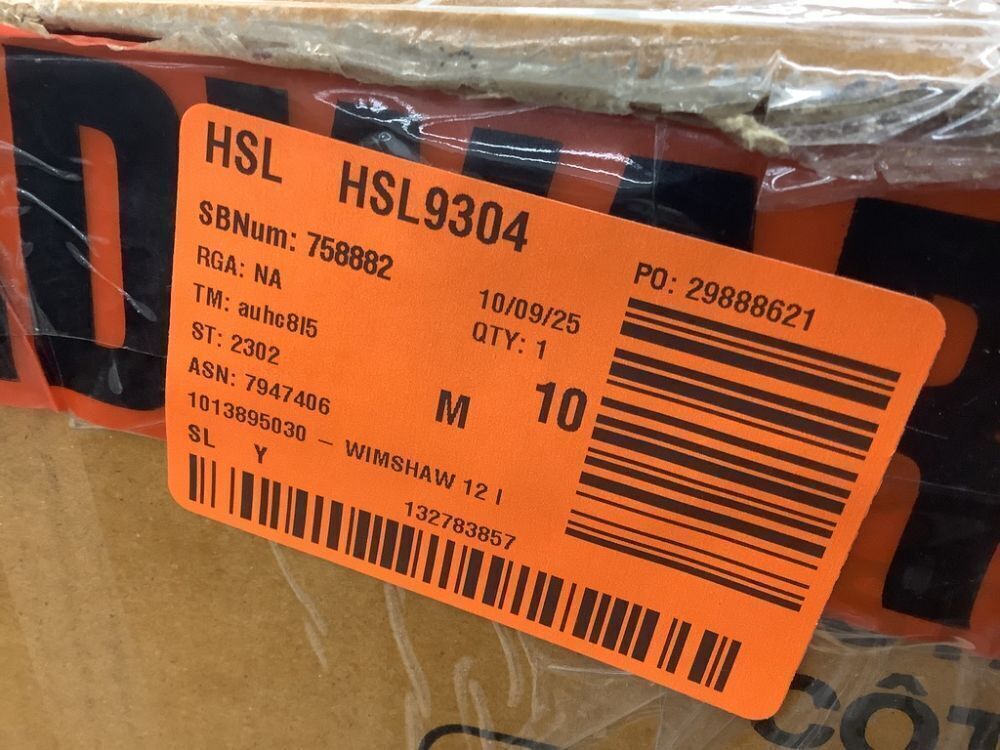 HSL HSL9304
SBNum: 758882
RGA: NA
TM: auhc8l5
ST: 2302
ASN: 7947406
1013895030 – WIMSHAW 12 I
SL Y
10/09/25
QTY: 1
M 10
132783857
PO: 29888621
CÔT